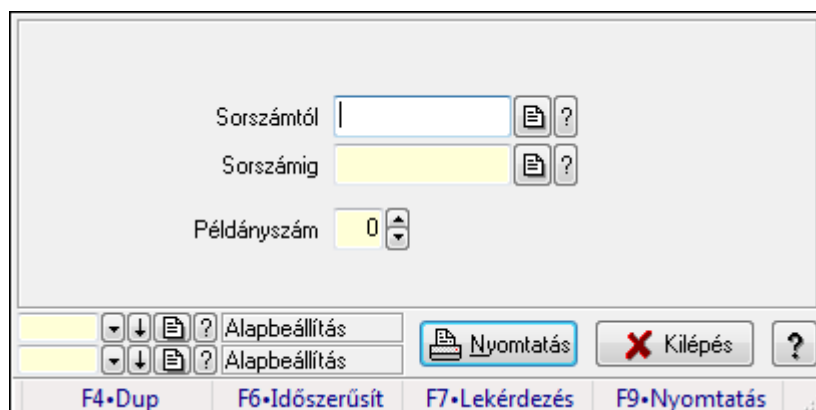 Sorszámtól ?
Sorszámig ?
Példányszám 0
? Alapbeállítás
? Alapbeállítás
Nyomtatás Kilépés ?
F4•Dup F6•Időszerűsít F7•Lekérdezés F9•Nyomtatás